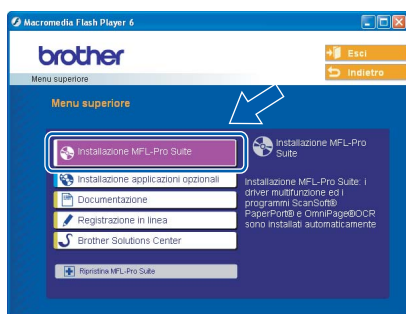 Macromedia Flash Player 6
brother
Esci
Menu superiore
Indietro
Menu superiore
Installazione MFL-Pro Suite
Installazione MFL-Pro
Suite
Installazione applicazioni opzionali
Documentazione
Registrazione in linea
Brother Solutions Center
Installazione MFL-Pro Suite: i
driver multifunzione ed i
programmi ScanSoft®
PaperPort® e OmniPage®OCR
sono installati automaticamente
Ripristina MFL-Pro Suite